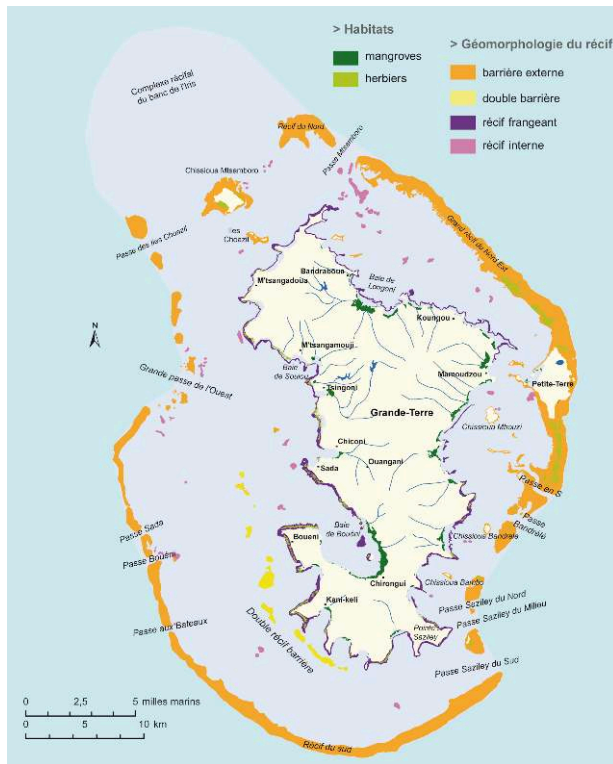 > Habitats
mangroves
herbiers
> Géomorphologie du récif
barrière externe
double barrière
récif frangeant
récif interne
Complexe récifal
du banc de l'Iris
Récif du Nord
Passe Mtsemboro
Chissioua Mtsemboro
Iles
Choazil
Passe des Iles Choazil
Grand récif du Nord Est
Bandraboua
Baie de
Longoni
M'tsangadoua
Koungou
M'tsangamouji
Mamoudzou
Petite-Terre
Baie
de Soulou
Tsingoni
Grande passe de l'Ouest
N
Grande-Terre
Chissioua Mbouzi
Chiconi
Sada
Ouangani
Passe en S
Passe
Bandrélé
Passe Sada
Baie
de Bouéni
Boueni
Chissioua Bandrélé
Passe Bouéni
Chirongui
Chissioua Bambo
Kani-keli
Passe Saziley du Nord
Passe Saziley du Milieu
Passe aux Bateaux
Double récif barrière
Pointe
Saziley
Passe Saziley du Sud
0 2,5 5 milles marins
0 5 10 km
Récif du sud